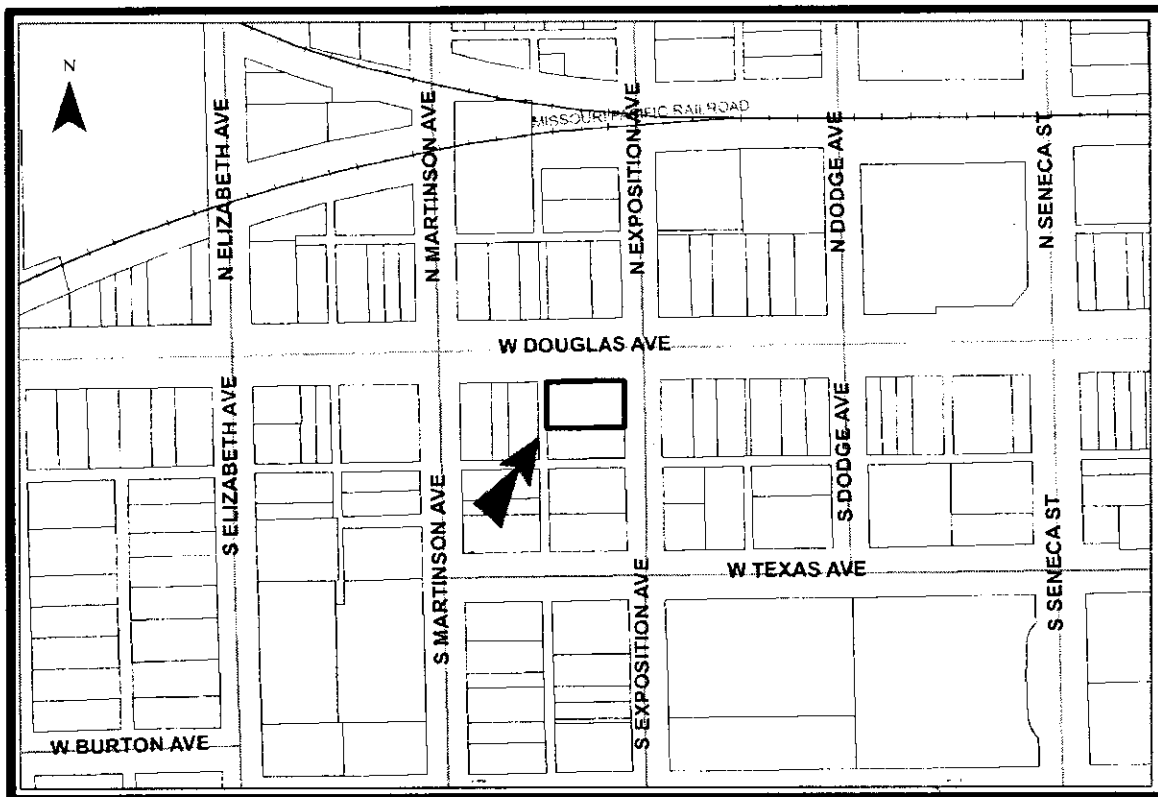 N
N ELIZABETH AVE
N MARTINSON AVE
N EXPOSITION AVE
MISSOURI PACIFIC RAILROAD
N DODGE AVE
N SENECA ST
W DOUGLAS AVE
S ELIZABETH AVE
S MARTINSON AVE
S EXPOSITION AVE
S DODGE AVE
S SENECA ST
W TEXAS AVE
W BURTON AVE